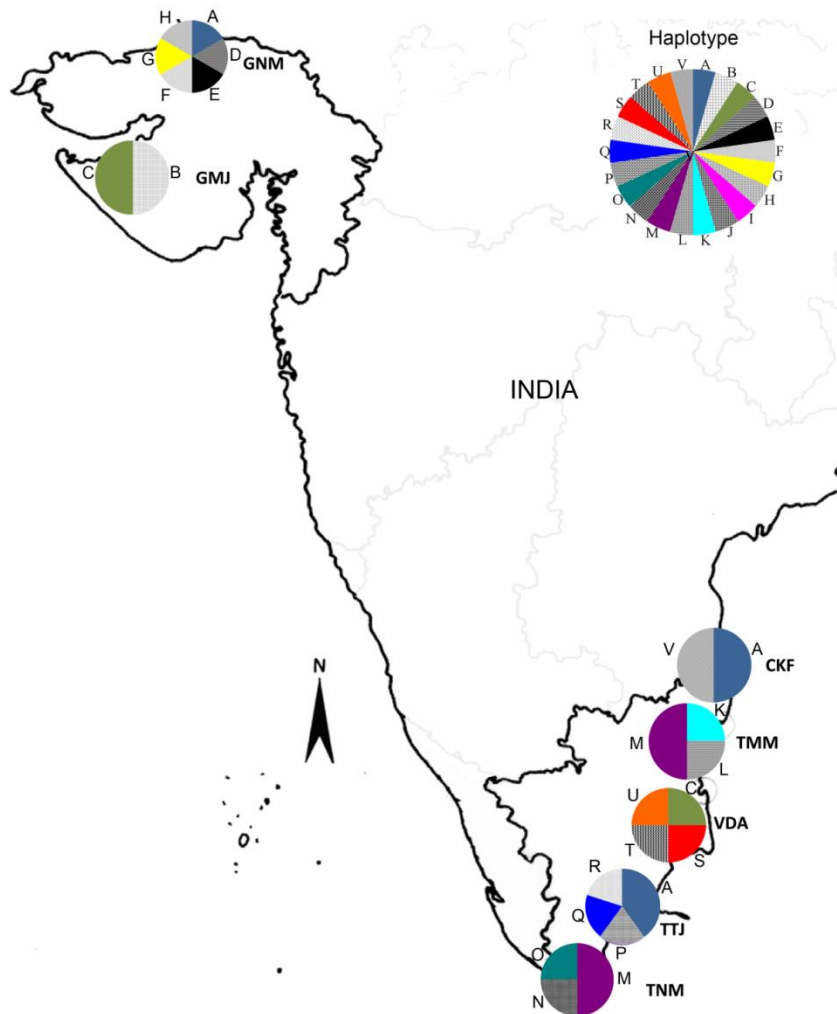 Haplotype
A
B
C
D
E
F
G
H
I
J
K
L
M
N
O
P
Q
R
S
T
U
V
H
A
G
D
GNM
F
E
C
B
GMJ
INDIA
N
V
A
CKF
K
M
TMM
L
C
U
VDA
T
S
R
A
Q
TTJ
P
O
M
N
TNM